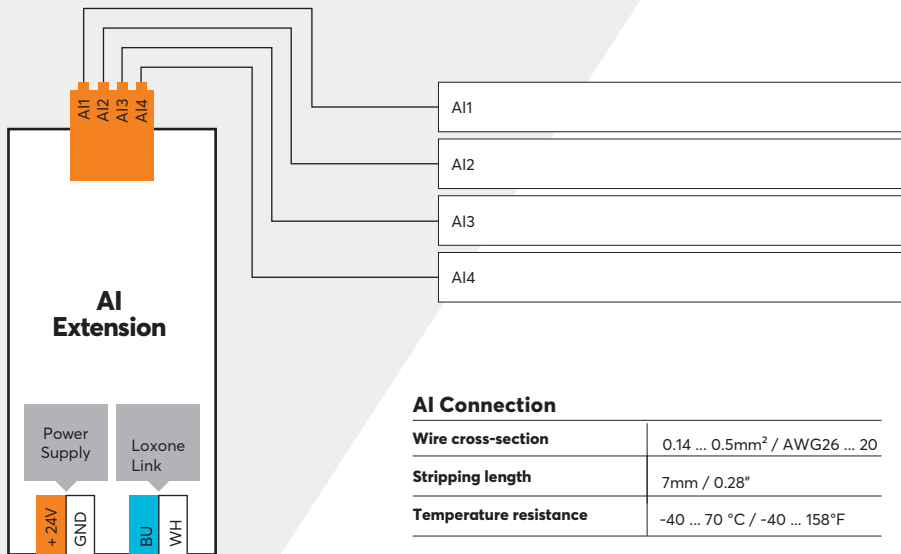 AI1
AI2
AI3
AI4
AI1
AI2
AI3
AI4
AI
Extension
Power
Supply
Loxone
Link
+ 24V
GND
BU
WH
AI Connection
Wire cross-section 0.14 ... 0.5mm² / AWG26 ... 20
Stripping length 7mm / 0.28"
Temperature resistance -40 ... 70 °C / -40 ... 158°F